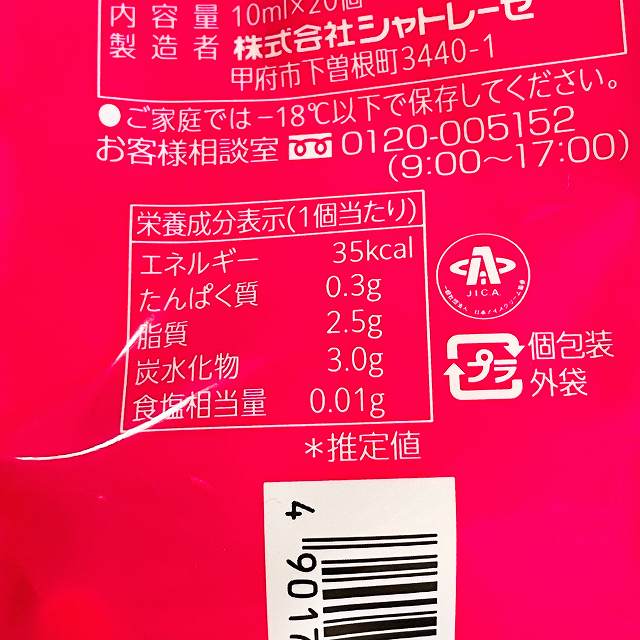 内容量 10ml×20個
製造者 株式会社シャトレーゼ
甲府市下曽根町3440-1
●ご家庭では－18℃以下で保存してください。
お客様相談室 0120-005152
(9:00～17:00)
栄養成分表示(1個当たり)
エネルギー 35kcal
たんぱく質 0.3g
脂質 2.5g
炭水化物 3.0g
食塩相当量 0.01g
＊推定値
J.I.C.A.
プラ
個包装
外袋
4 9017